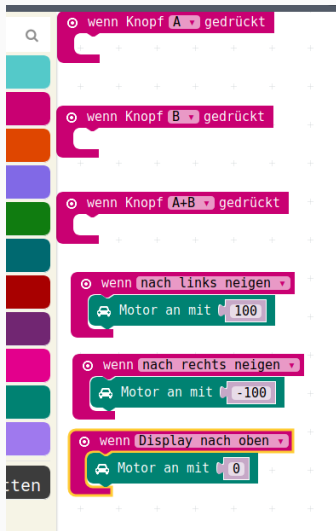 wenn Knopf A gedrückt
wenn Knopf B gedrückt
wenn Knopf A+B gedrückt
wenn nach links neigen
Motor an mit 100
wenn nach rechts neigen
Motor an mit -100
wenn Display nach oben
Motor an mit 0
tten